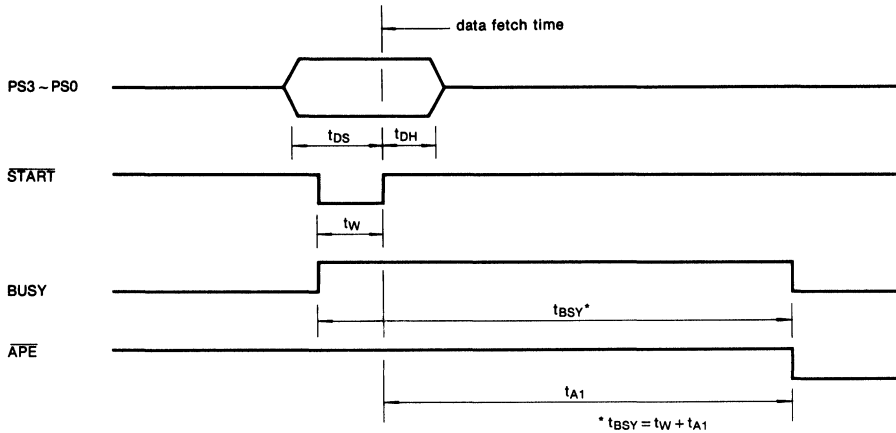 data fetch time
PS3 ~ PS0
tDS
tDH
START
tW
BUSY
tBSY*
APE
tA1
* tBSY = tW + tA1